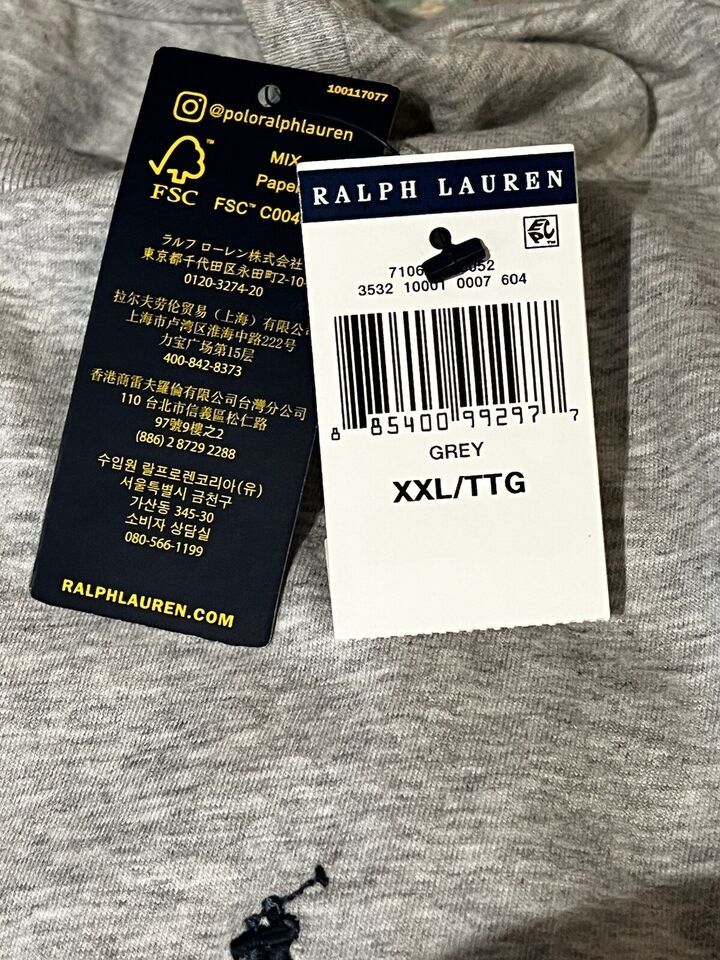 100117077
@poloralphlauren
FSC
MIX
FSC™ C004
ラルフ ローレン株式会社
東京都千代田区永田町2-10-
0120-3274-20
拉尔夫劳伦贸易（上海）有限公
上海市卢湾区淮海中路222号
力宝广场第15层
400-842-8373
香港商雷夫羅倫有限公司台灣分公司
110 台北市信義區松仁路
97號9樓之2
(886) 2 8729 2288
수입원 랄프로렌코리아(유)
서울특별시 금천구
가산동 345-30
소비자 상담실
080-566-1199
RALPHLAUREN.COM
RALPH LAUREN
EPC
3532 10001 0007 604
8 85400 99297 7
GREY
XXL/TTG